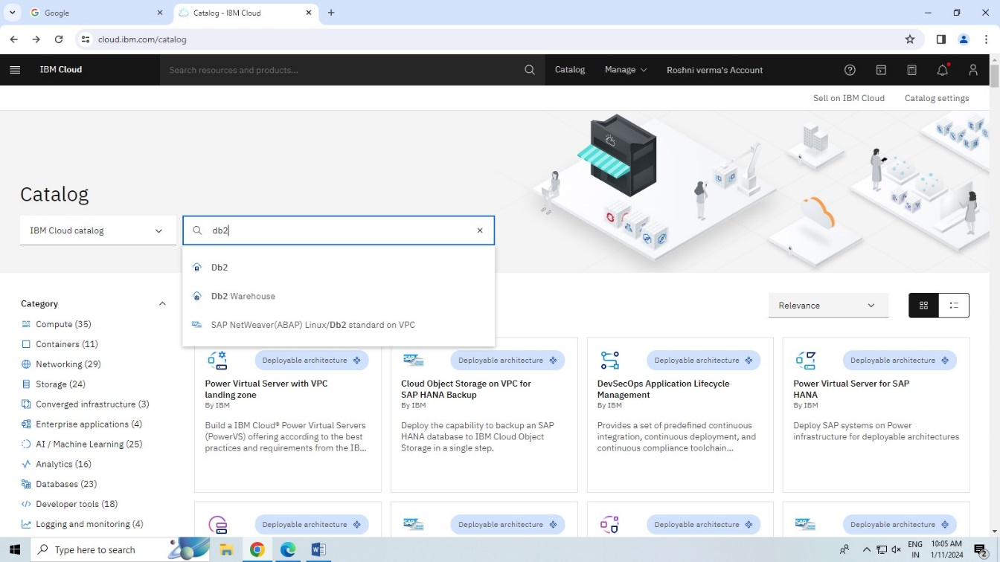 Google
Catalog - IBM Cloud
cloud.ibm.com/catalog
IBM Cloud
Search resources and products...
Catalog
Manage
Roshni verma's Account
Sell on IBM Cloud
Catalog settings
Catalog
IBM Cloud catalog
db2
Db2
Db2 Warehouse
SAP NetWeaver(ABAP) Linux/Db2 standard on VPC
Relevance
Category
Compute (35)
Containers (11)
Networking (29)
Storage (24)
Converged infrastructure (3)
Enterprise applications (4)
AI / Machine Learning (25)
Analytics (16)
Databases (23)
Developer tools (18)
Logging and monitoring (4)
Deployable architecture
Power Virtual Server with VPC
landing zone
By IBM
Build a IBM Cloud® Power Virtual Servers
(PowerVS) offering according to the best
practices and requirements from the IB...
Deployable architecture
Cloud Object Storage on VPC for
SAP HANA Backup
By IBM
Deploy the capability to backup an SAP
HANA database to IBM Cloud Object
Storage in a single step.
Deployable architecture
DevSecOps Application Lifecycle
Management
By IBM
Provides a set of predefined continuous
integration, continuous deployment, and
continuous compliance toolchain...
Deployable architecture
Power Virtual Server for SAP
HANA
By IBM
Deploy SAP systems on Power
infrastructure for deployable architectures
Deployable architecture
SAP
Deployable architecture
Deployable architecture
SAP
Deployable architecture
Type here to search
ENG
IN
10:05 AM
1/11/2024
2